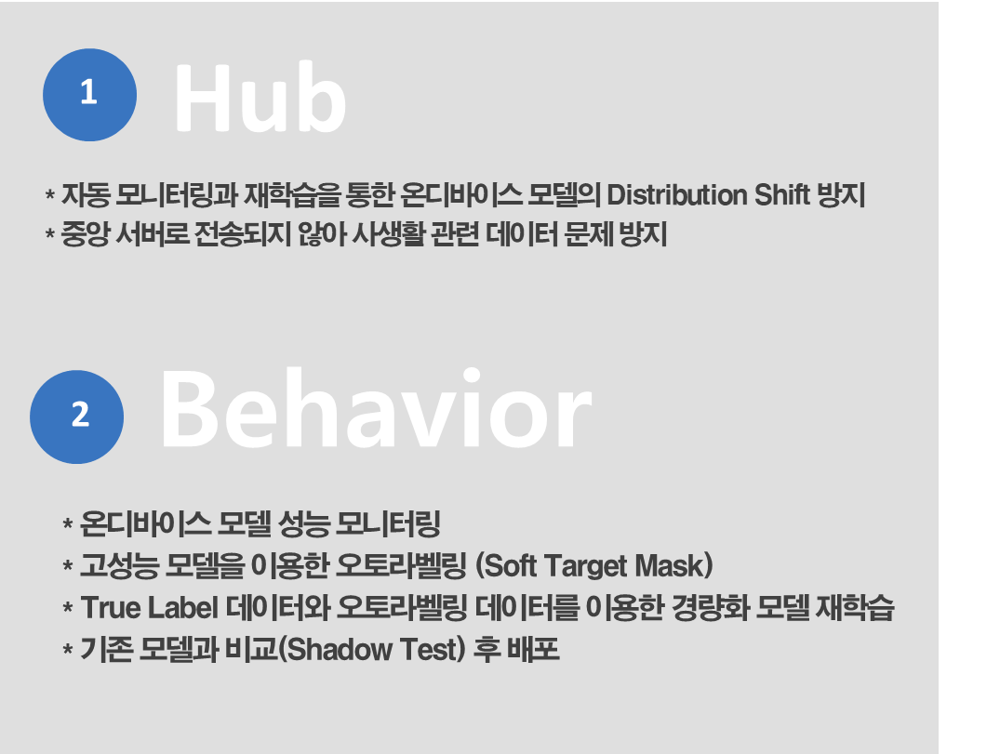 1
Hub
* 자동 모니터링과 재학습을 통한 온디바이스 모델의 Distribution Shift 방지
* 중앙 서버로 전송되지 않아 사생활 관련 데이터 문제 방지
2
Behavior
* 온디바이스 모델 성능 모니터링
* 고성능 모델을 이용한 오토라벨링 (Soft Target Mask)
* True Label 데이터와 오토라벨링 데이터를 이용한 경량화 모델 재학습
* 기존 모델과 비교(Shadow Test) 후 배포